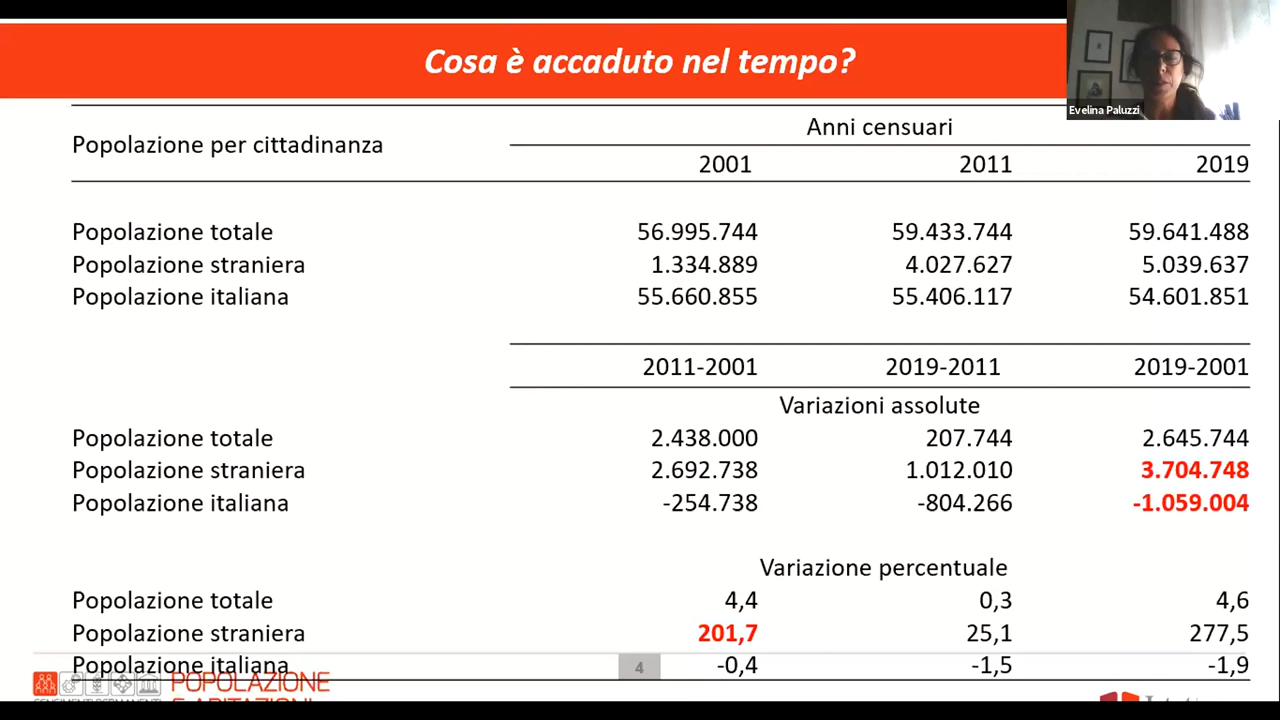 Cosa è accaduto nel tempo?
Evelina Paluzzi
Popolazione per cittadinanza
Anni censuari
2001 2011 2019
Popolazione totale 56.995.744 59.433.744 59.641.488
Popolazione straniera 1.334.889 4.027.627 5.039.637
Popolazione italiana 55.660.855 55.406.117 54.601.851
2011-2001 2019-2011 2019-2001
Variazioni assolute
Popolazione totale 2.438.000 207.744 2.645.744
Popolazione straniera 2.692.738 1.012.010 3.704.748
Popolazione italiana -254.738 -804.266 -1.059.004
Variazione percentuale
Popolazione totale 4,4 0,3 4,6
Popolazione straniera 201,7 25,1 277,5
Popolazione italiana -0,4 -1,5 -1,9
4
POPOLAZIONE